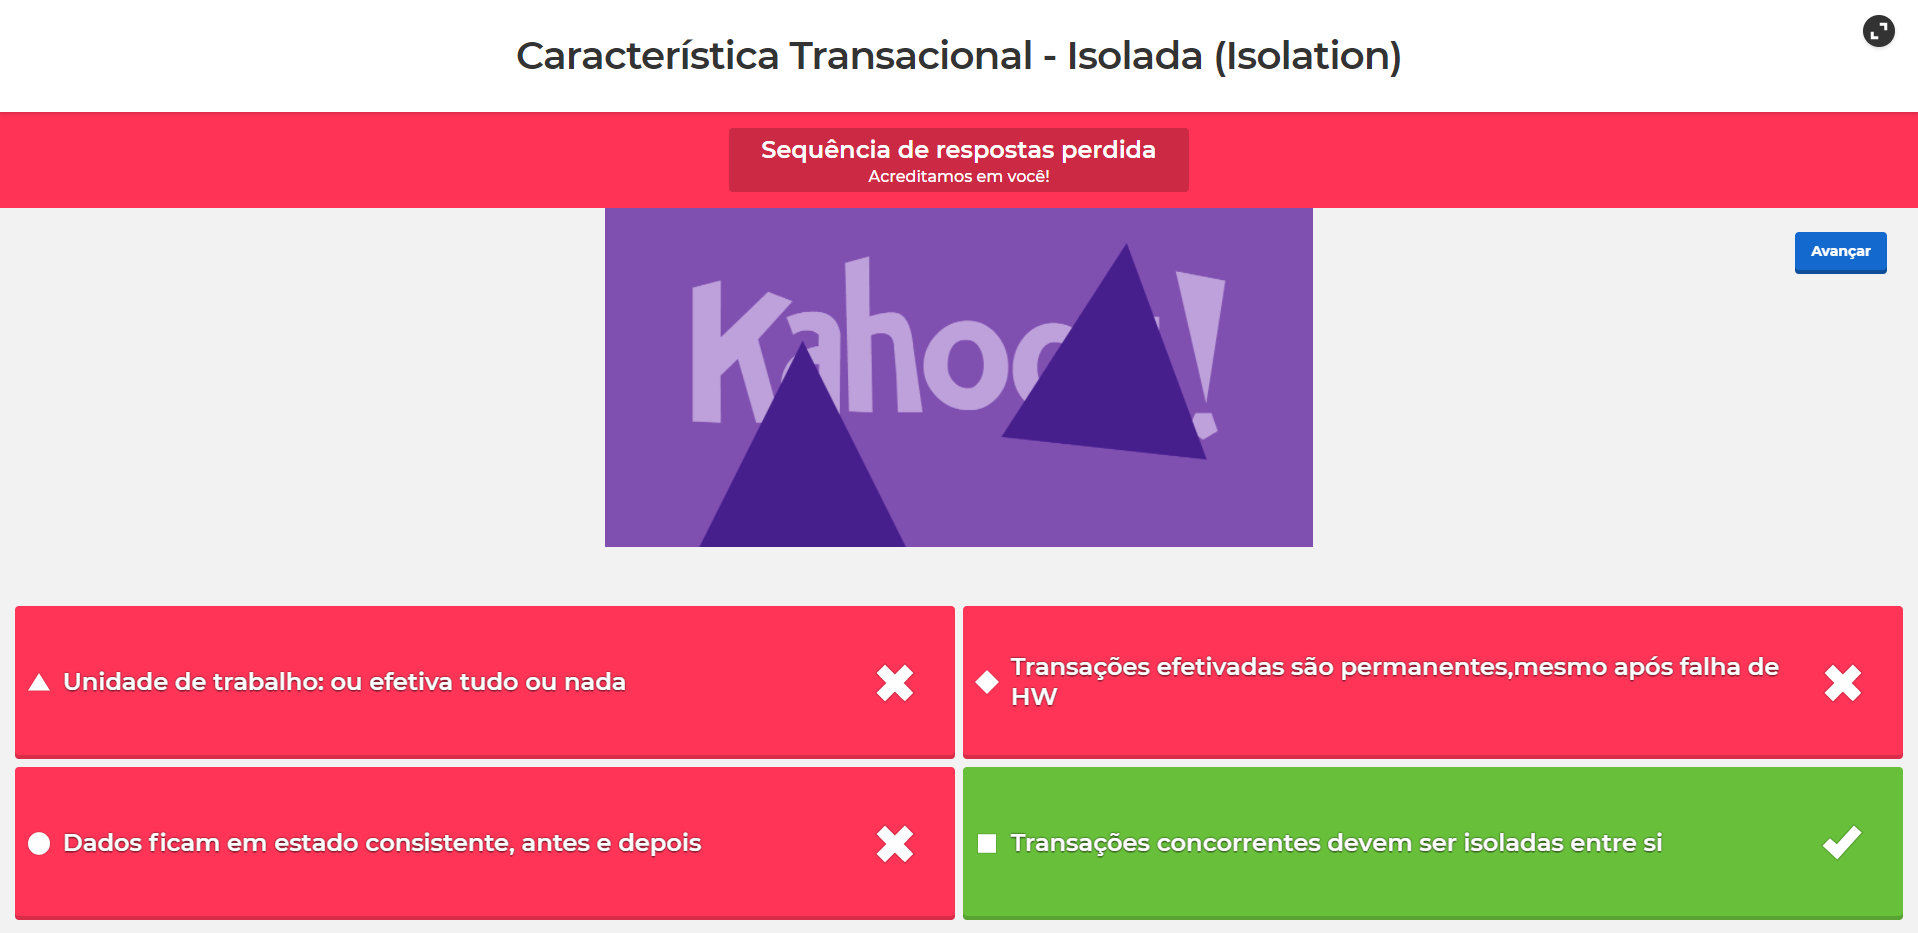 Característica Transacional - Isolada (Isolation)
Sequência de respostas perdida
Acreditamos em você!
Avançar
Kahoot!
Unidade de trabalho: ou efetiva tudo ou nada
Transações efetivadas são permanentes,mesmo após falha de
HW
Dados ficam em estado consistente, antes e depois
Transações concorrentes devem ser isoladas entre si